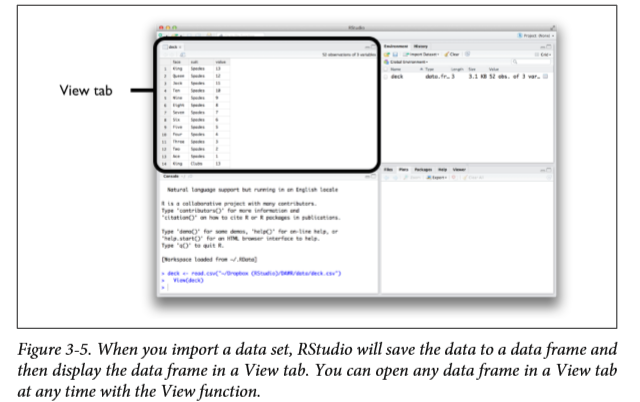 RStudio
Project: (None)
View tab
deck
52 observations of 3 variables
face suit value
1 King Spades 13
2 Queen Spades 12
3 Jack Spades 11
4 Ten Spades 10
5 Nine Spades 9
6 Eight Spades 8
7 Seven Spades 7
8 Six Spades 6
9 Five Spades 5
10 Four Spades 4
11 Three Spades 3
12 Two Spades 2
13 Ace Spades 1
14 King Clubs 13
Environment History
Import Dataset Clear
Global Environment
Name Type Length Size Value
deck data.fr… 3 3.1 KB 52 obs. of 3 var…
Files Plots Packages Help Viewer
Export
Console ~/
Natural language support but running in an English locale
R is a collaborative project with many contributors.
Type 'contributors()' for more information and
'citation()' on how to cite R or R packages in publications.
Type 'demo()' for some demos, 'help()' for on-line help, or
'help.start()' for an HTML browser interface to help.
Type 'q()' to quit R.
[Workspace loaded from ~/.RData]
> deck <- read.csv("~/Dropbox (RStudio)/DAWR/data/deck.csv")
> View(deck)
>
Figure 3-5. When you import a data set, RStudio will save the data to a data frame and
then display the data frame in a View tab. You can open any data frame in a View tab
at any time with the View function.